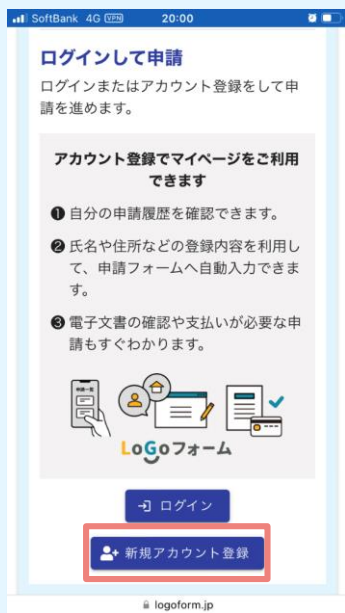 SoftBank 4G VPN 20:00
ログインして申請
ログインまたはアカウント登録をして申
請を進めます。
アカウント登録でマイページをご利用
できます
❶ 自分の申請履歴を確認できます。
❷ 氏名や住所などの登録内容を利用し
て、申請フォームへ自動入力できま
す。
❸ 電子文書の確認や支払いが必要な申
請もすぐわかります。
申請一覧
LoGoフォーム
ログイン
新規アカウント登録
logoform.jp